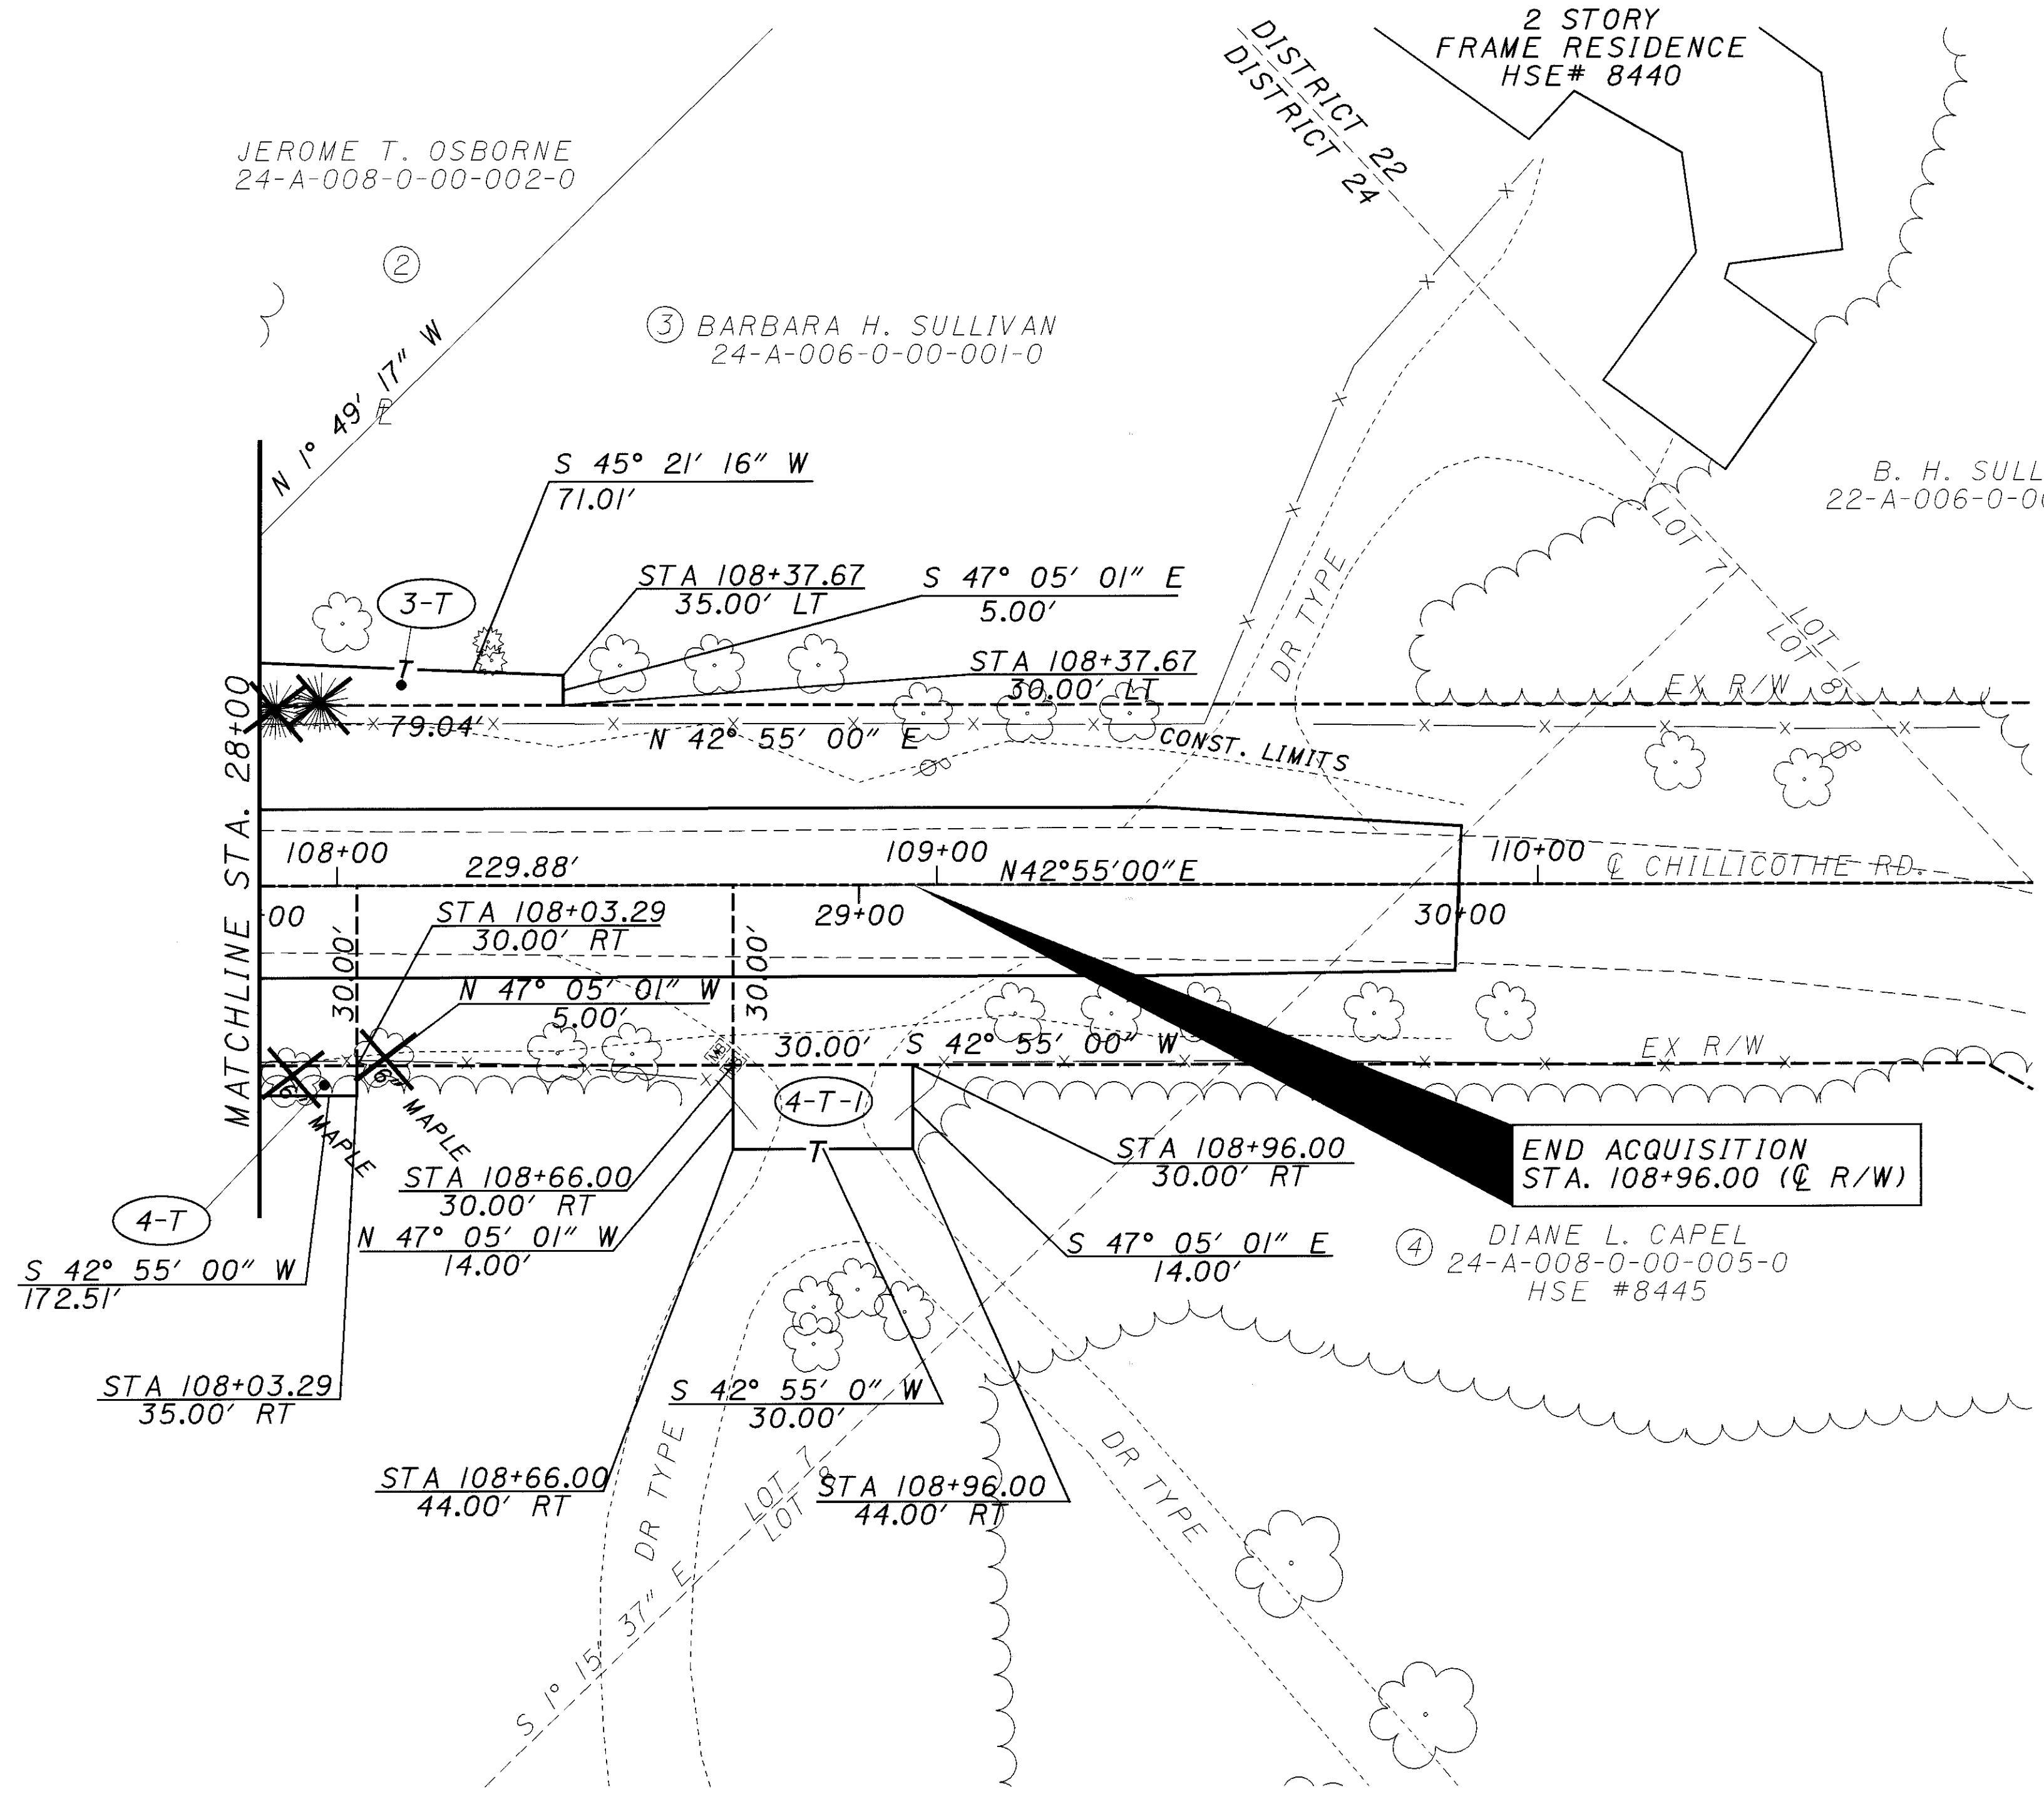 2 STORY
FRAME RESIDENCE
HSE# 8440
DISTRICT 22
DISTRICT 24
JEROME T. OSBORNE
24-A-008-0-00-002-0
2
3 BARBARA H. SULLIVAN
24-A-006-0-00-001-0
N 1° 49' 17" W
PL
B. H. SULL
22-A-006-0-0
S 45° 21' 16" W
71.01'
LOT 7
LOT 1
LOT 8
DR TYPE
3-T
STA 108+37.67
35.00' LT
S 47° 05' 01" E
5.00'
STA 108+37.67
30.00' LT
T
EX R/W
79.04'
N 42° 55' 00" E
CONST. LIMITS
MATCHLINE STA. 28+00
108+00
229.88'
109+00
N42°55'00"E
110+00
CL CHILLICOTHE RD.
+00
29+00
30+00
STA 108+03.29
30.00' RT
30.00'
30.00'
N 47° 05' 01" W
5.00'
30.00'
S 42° 55' 00" W
EX R/W
MB
6" MAPLE
6" MAPLE
4-T-1
T
STA 108+66.00
30.00' RT
STA 108+96.00
30.00' RT
END ACQUISITION
STA. 108+96.00 (CL R/W)
4-T
N 47° 05' 01" W
14.00'
S 47° 05' 01" E
14.00'
4 DIANE L. CAPEL
24-A-008-0-00-005-0
HSE #8445
S 42° 55' 00" W
172.51'
STA 108+03.29
35.00' RT
S 42° 55' 0" W
30.00'
STA 108+66.00
44.00' RT
STA 108+96.00
44.00' RT
DR TYPE
LOT 7
LOT 8
DR TYPE
S 1° 15' 37" E